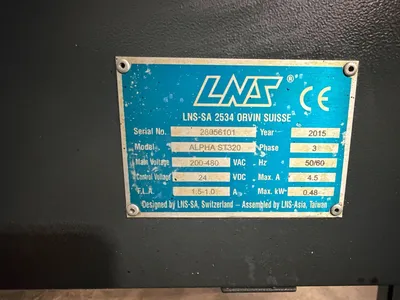 LNS ® CE
LNS-SA 2534 ORVIN SUISSE
Serial No. 28856101 Year 2015
Model ALPHA ST320 Phase 3
Main Voltage 200-480 VAC Hz 50/60
Control Voltage 24 VDC Max. A 4.5
F.L.A. 1.5-1.0 A Max. kW 0.48
Designed by LNS-SA, Switzerland - Assembled by LNS-Asia, Taiwan